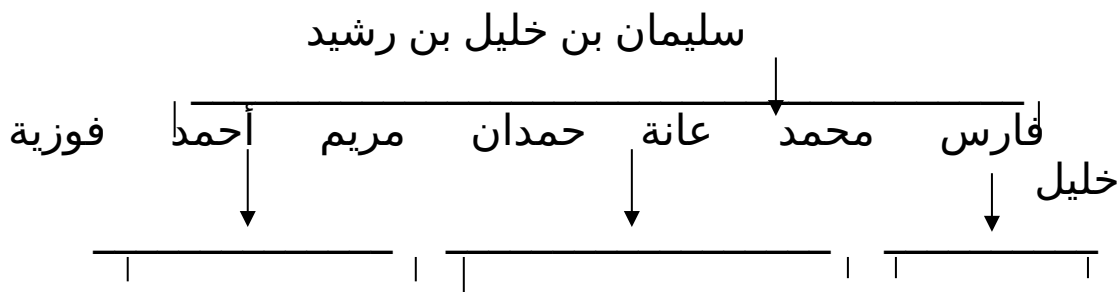 سليمان بن خليل بن رشيد
فارس محمد عانة حمدان مريم أحمد فوزية
خليل